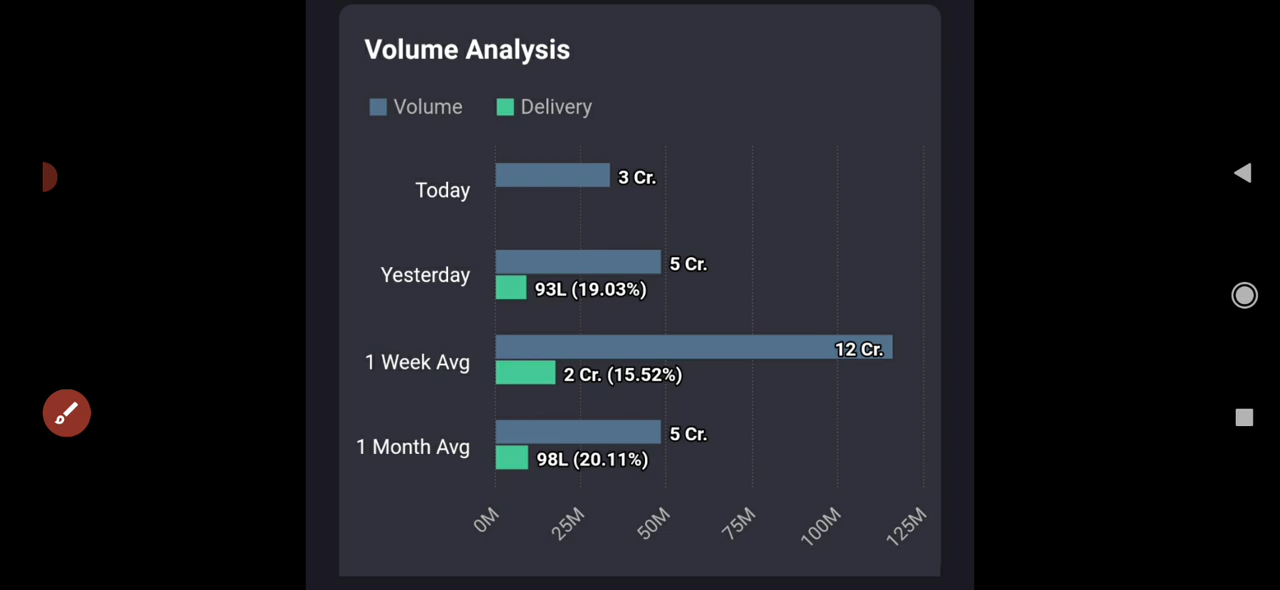 Volume Analysis
Volume Delivery
Today 3 Cr.
Yesterday 5 Cr.
93L (19.03%)
1 Week Avg 12 Cr.
2 Cr. (15.52%)
1 Month Avg 5 Cr.
98L (20.11%)
0M 25M 50M 75M 100M 125M